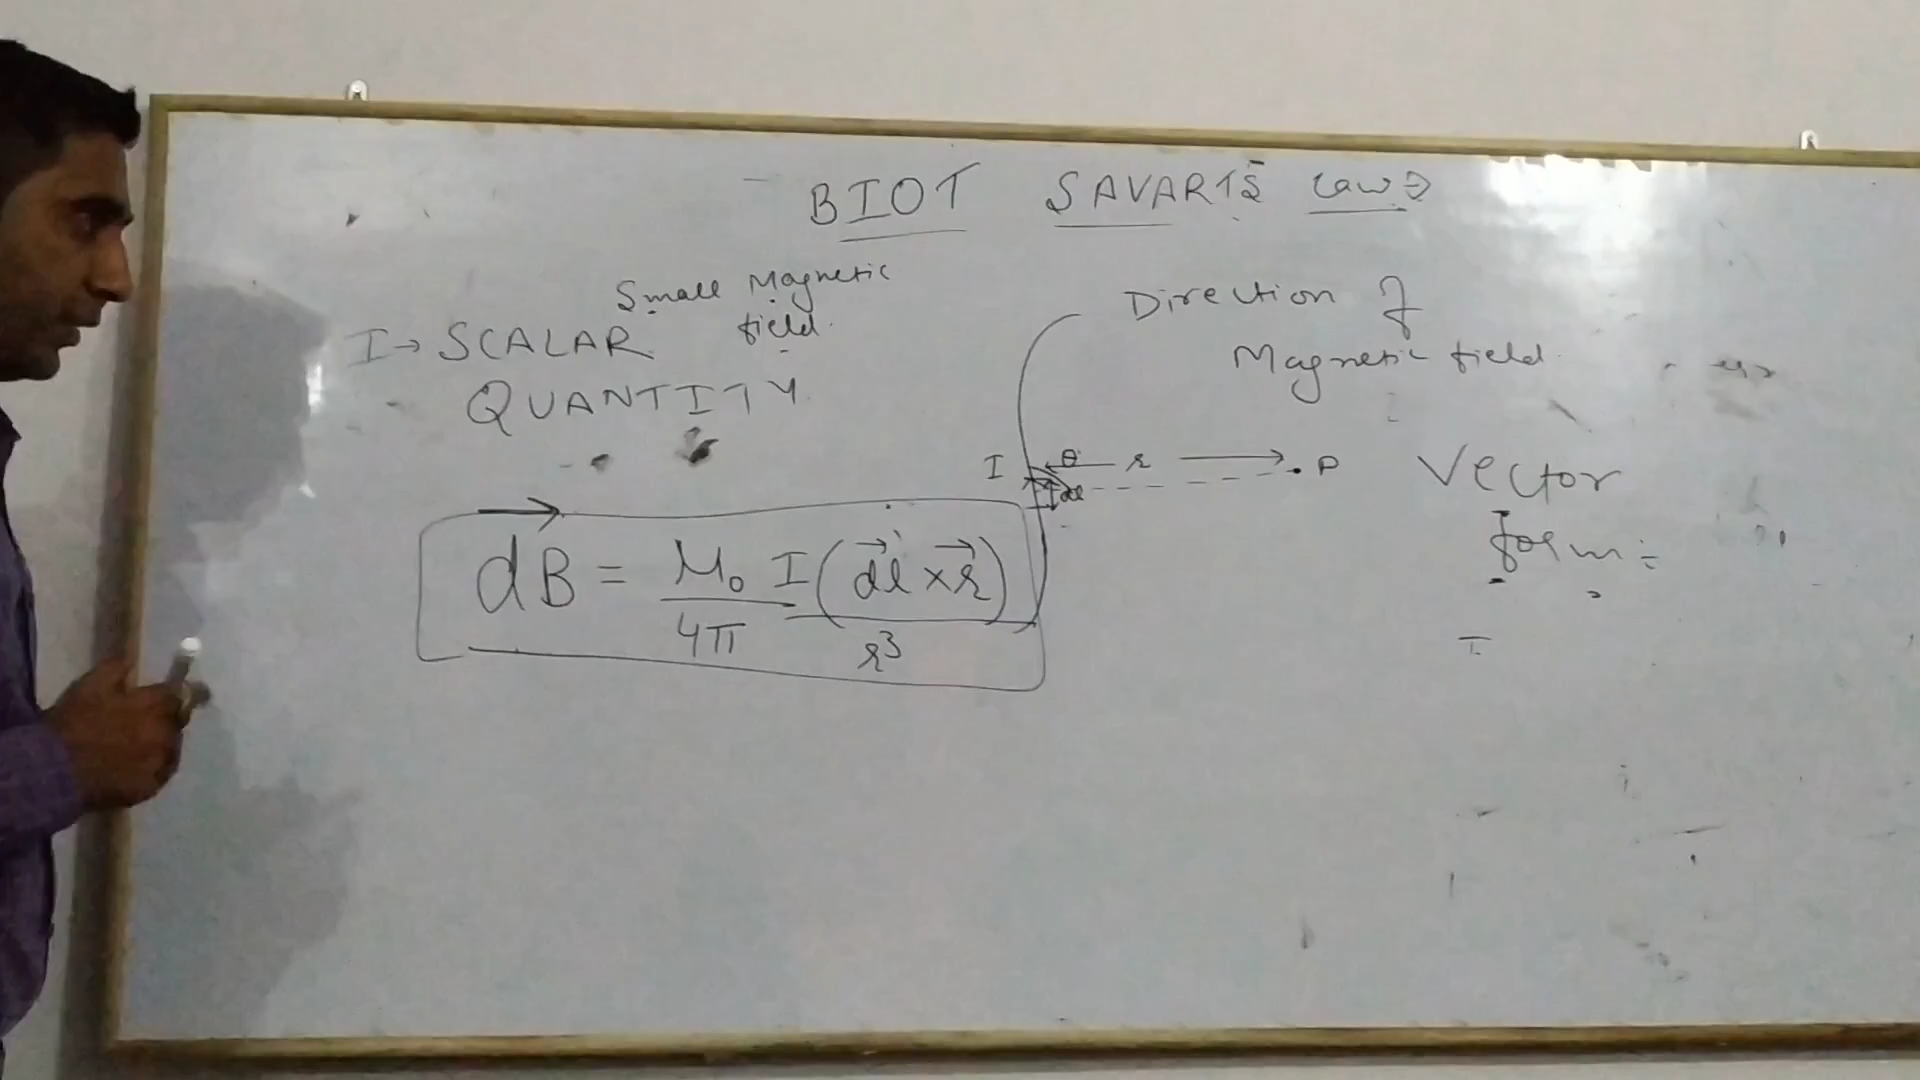 BIOT SAVART'S Law ⇒
Small Magnetic
field.
I → SCALAR
QUANTITY
Direction of
Magnetic field.
I θ r → . P
dl
Vector
form :-
dB⃗ = μ₀/4π I(dl⃗ × r⃗)/r³